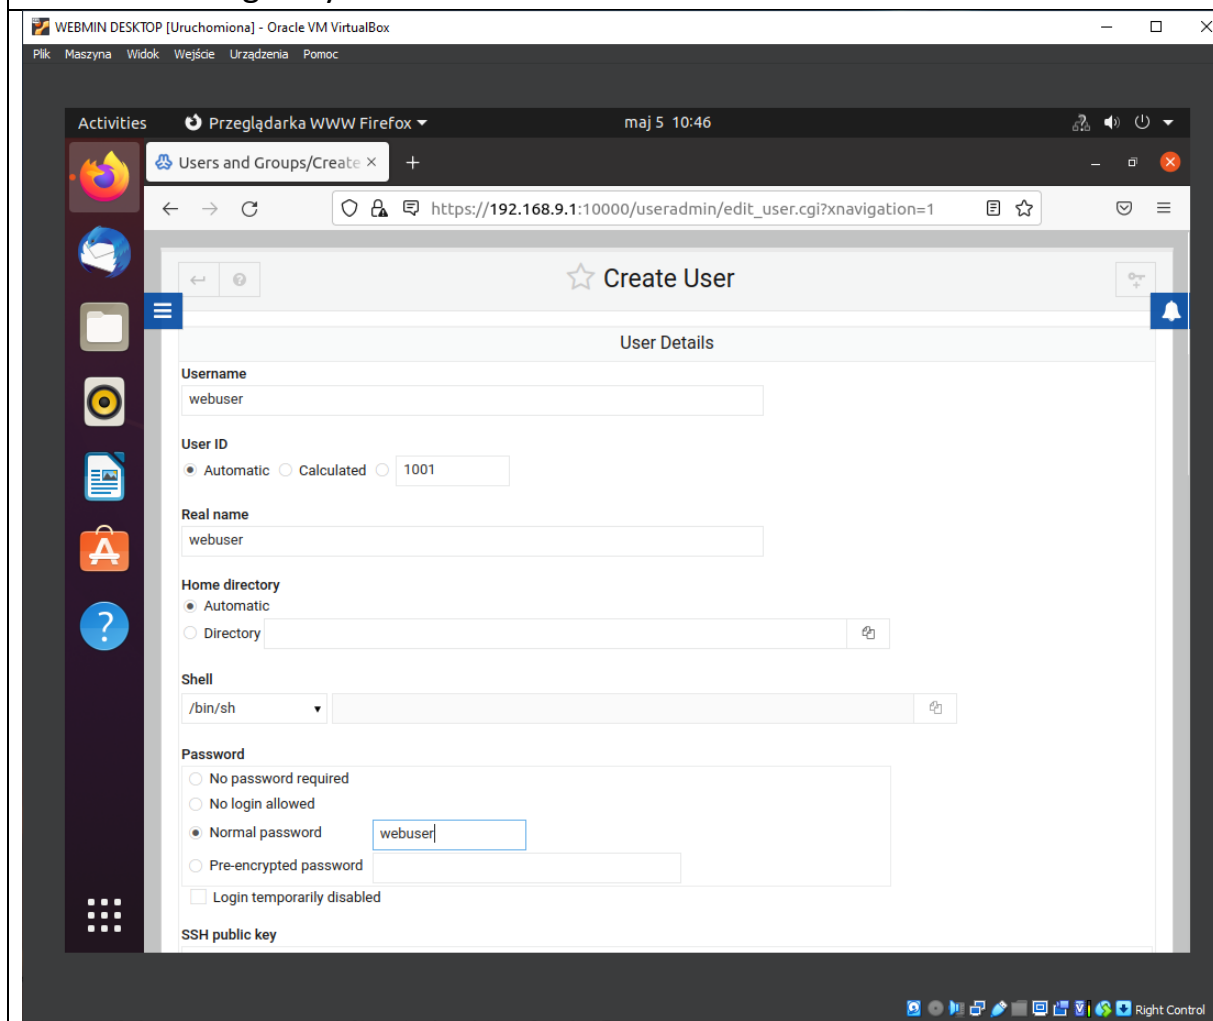 WEBMIN DESKTOP [Uruchomiona] - Oracle VM VirtualBox
Plik Maszyna Widok Wejście Urządzenia Pomoc
Activities Przeglądarka WWW Firefox maj 5 10:46
Users and Groups/Create
https://192.168.9.1:10000/useradmin/edit_user.cgi?xnavigation=1
Create User
User Details
Username
webuser
User ID
Automatic Calculated 1001
Real name
webuser
Home directory
Automatic
Directory
Shell
/bin/sh
Password
No password required
No login allowed
Normal password webuser
Pre-encrypted password
Login temporarily disabled
SSH public key
Right Control